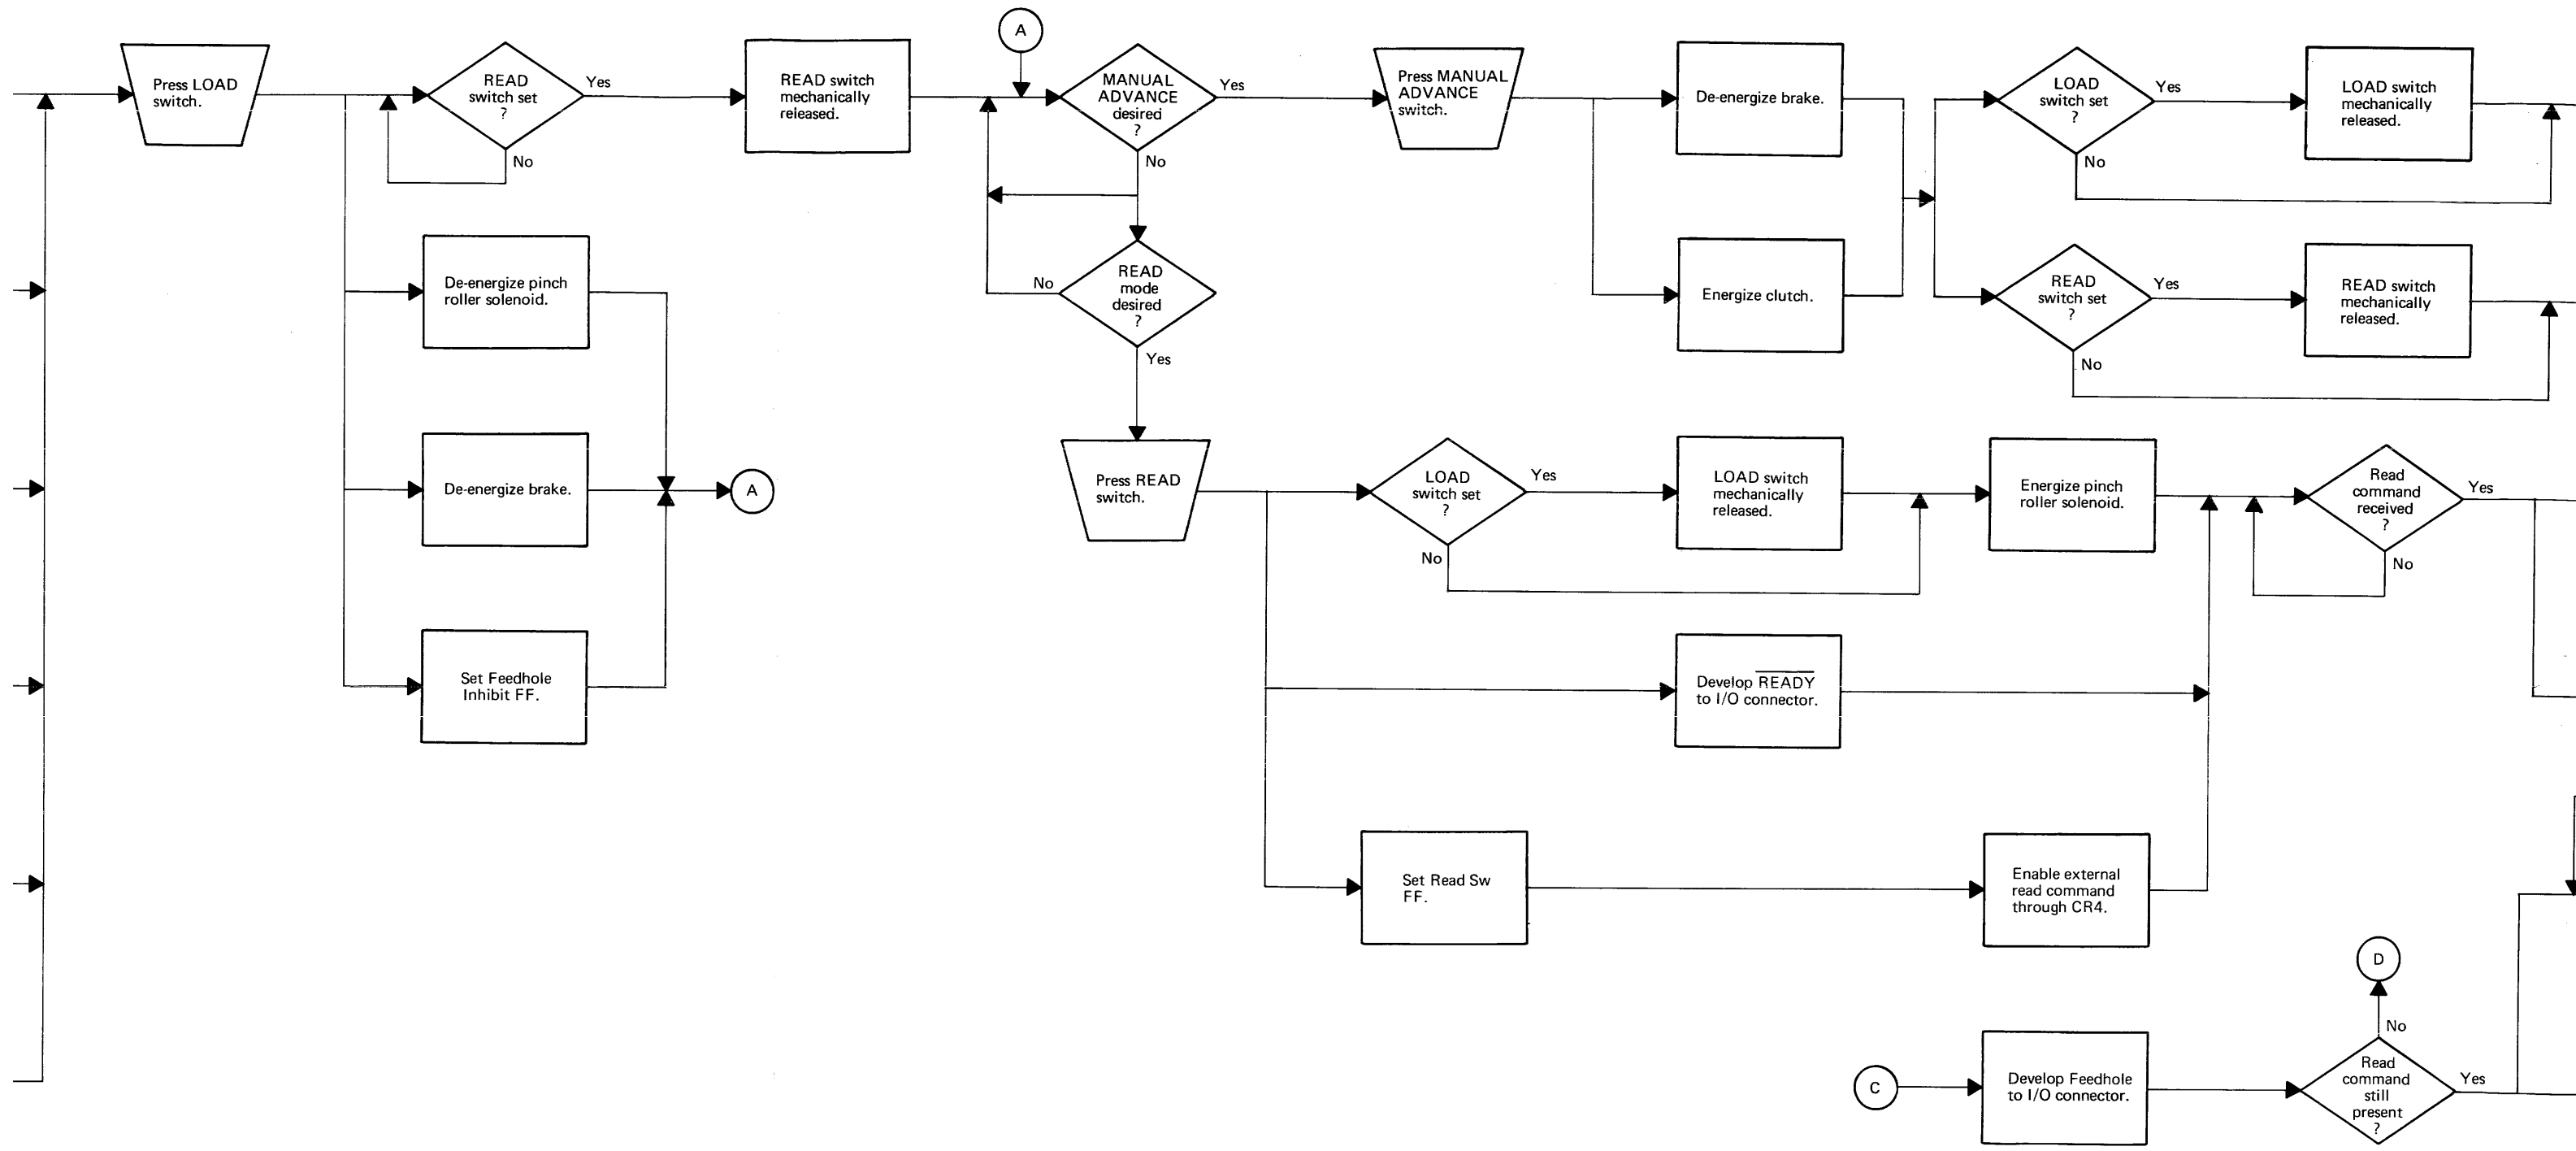 A
Press LOAD
switch.
READ
switch set
?
Yes
No
READ switch
mechanically
released.
MANUAL
ADVANCE
desired
?
Yes
No
Press MANUAL
ADVANCE
switch.
De-energize brake.
LOAD
switch set
?
Yes
No
LOAD switch
mechanically
released.
De-energize pinch
roller solenoid.
READ
mode
desired
?
No
Yes
Energize clutch.
READ
switch set
?
Yes
No
READ switch
mechanically
released.
De-energize brake.
A
Press READ
switch.
LOAD
switch set
?
Yes
No
LOAD switch
mechanically
released.
Energize pinch
roller solenoid.
Read
command
received
?
Yes
No
Set Feedhole
Inhibit FF.
Develop READY
to I/O connector.
Set Read Sw
FF.
Enable external
read command
through CR4.
D
No
C
Develop Feedhole
to I/O connector.
Read
command
still
present
?
Yes